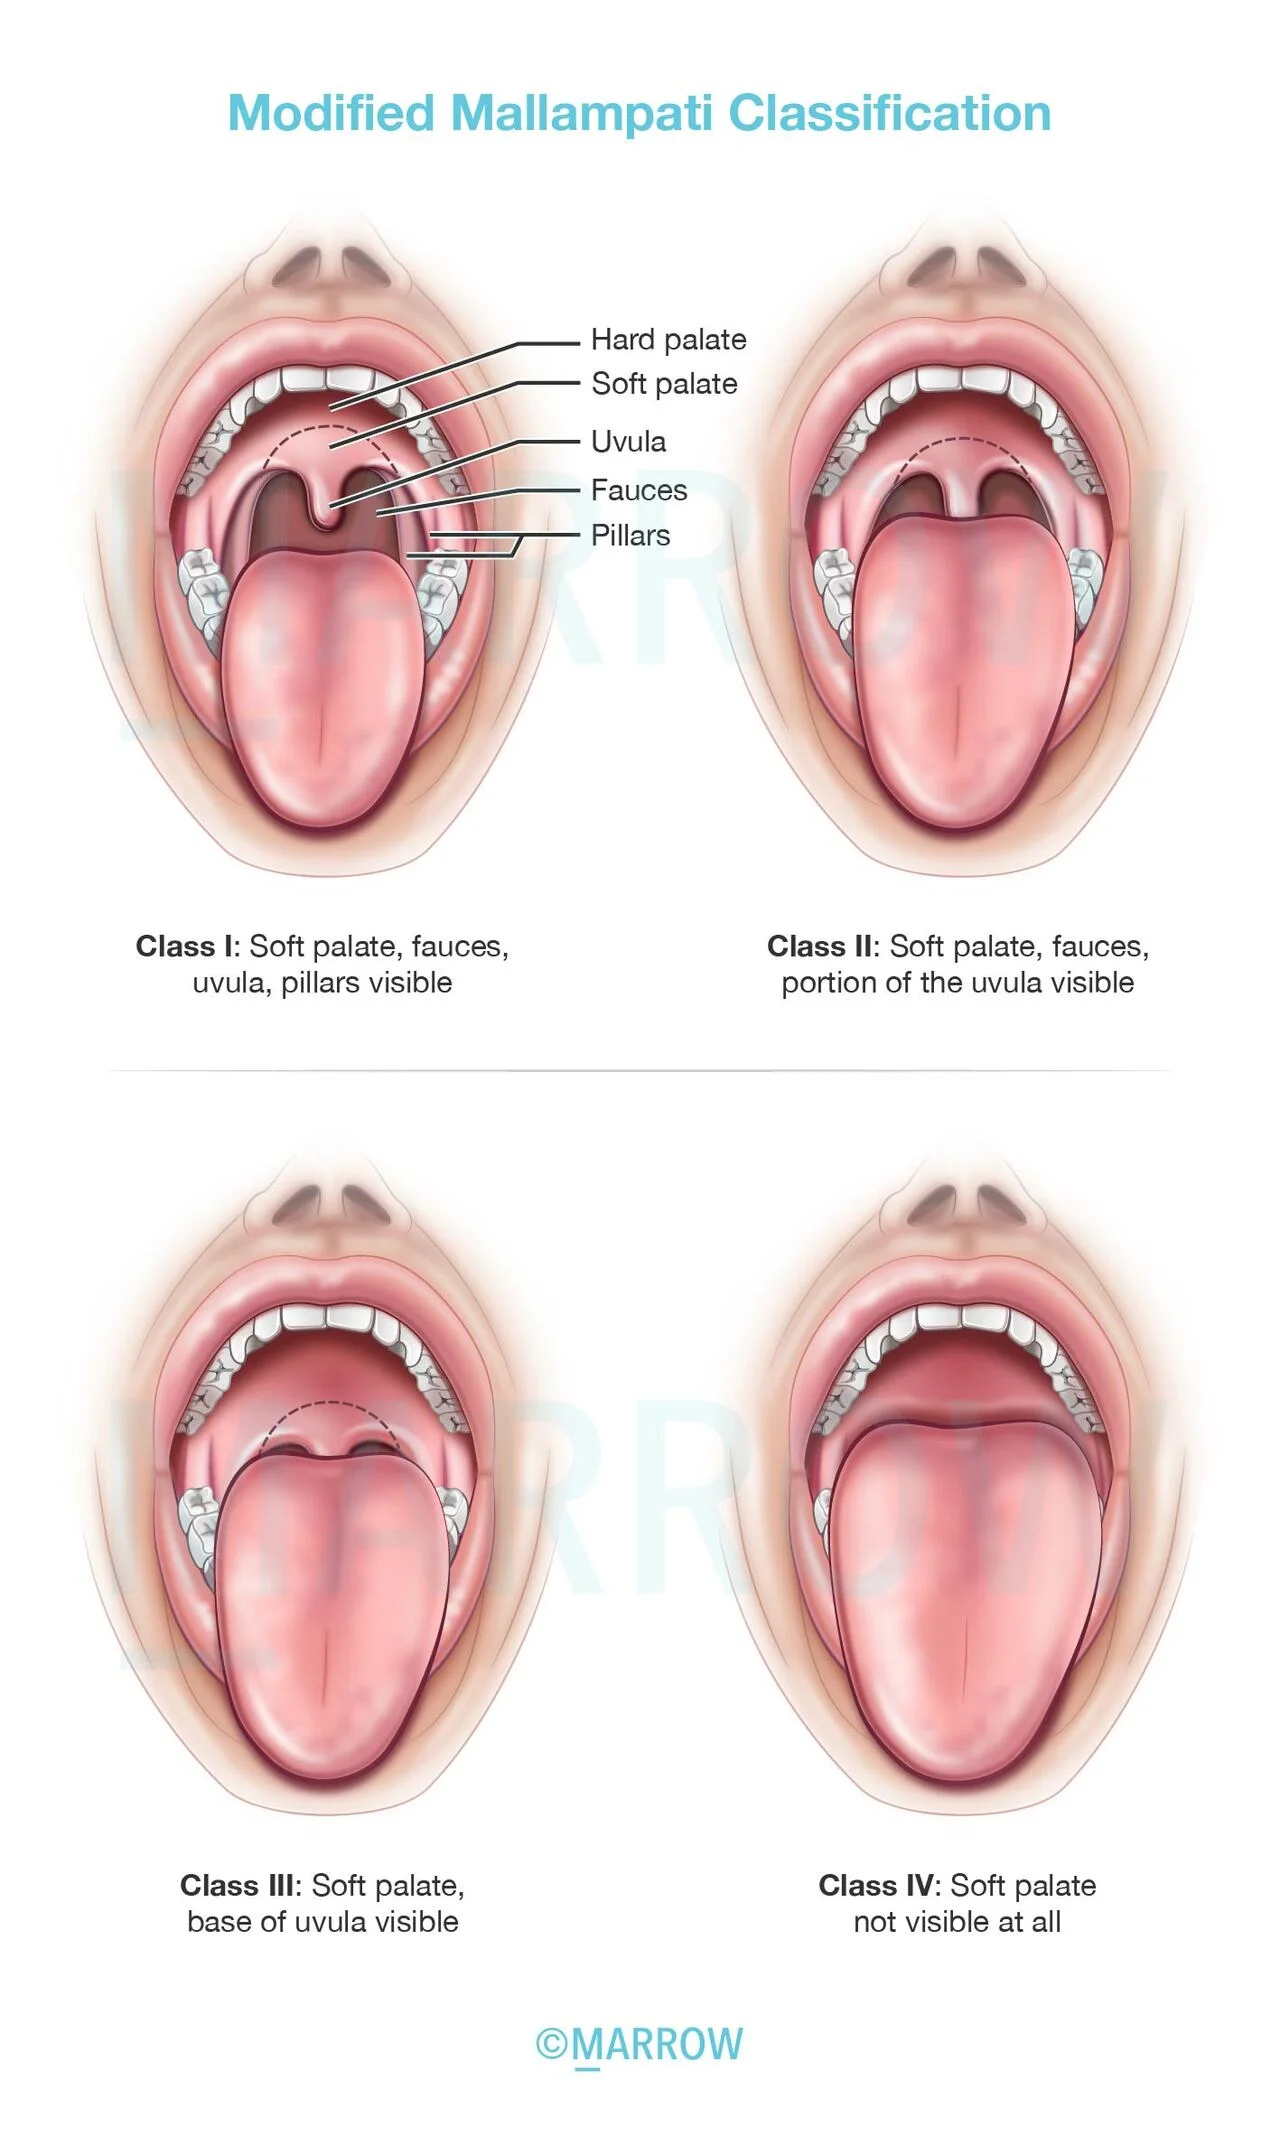 Modified Mallampati Classification
Hard palate
Soft palate
Uvula
Fauces
Pillars
MARROW
Class I: Soft palate, fauces,
uvula, pillars visible
Class II: Soft palate, fauces,
portion of the uvula visible
MARROW
Class III: Soft palate,
base of uvula visible
Class IV: Soft palate
not visible at all
©MARROW